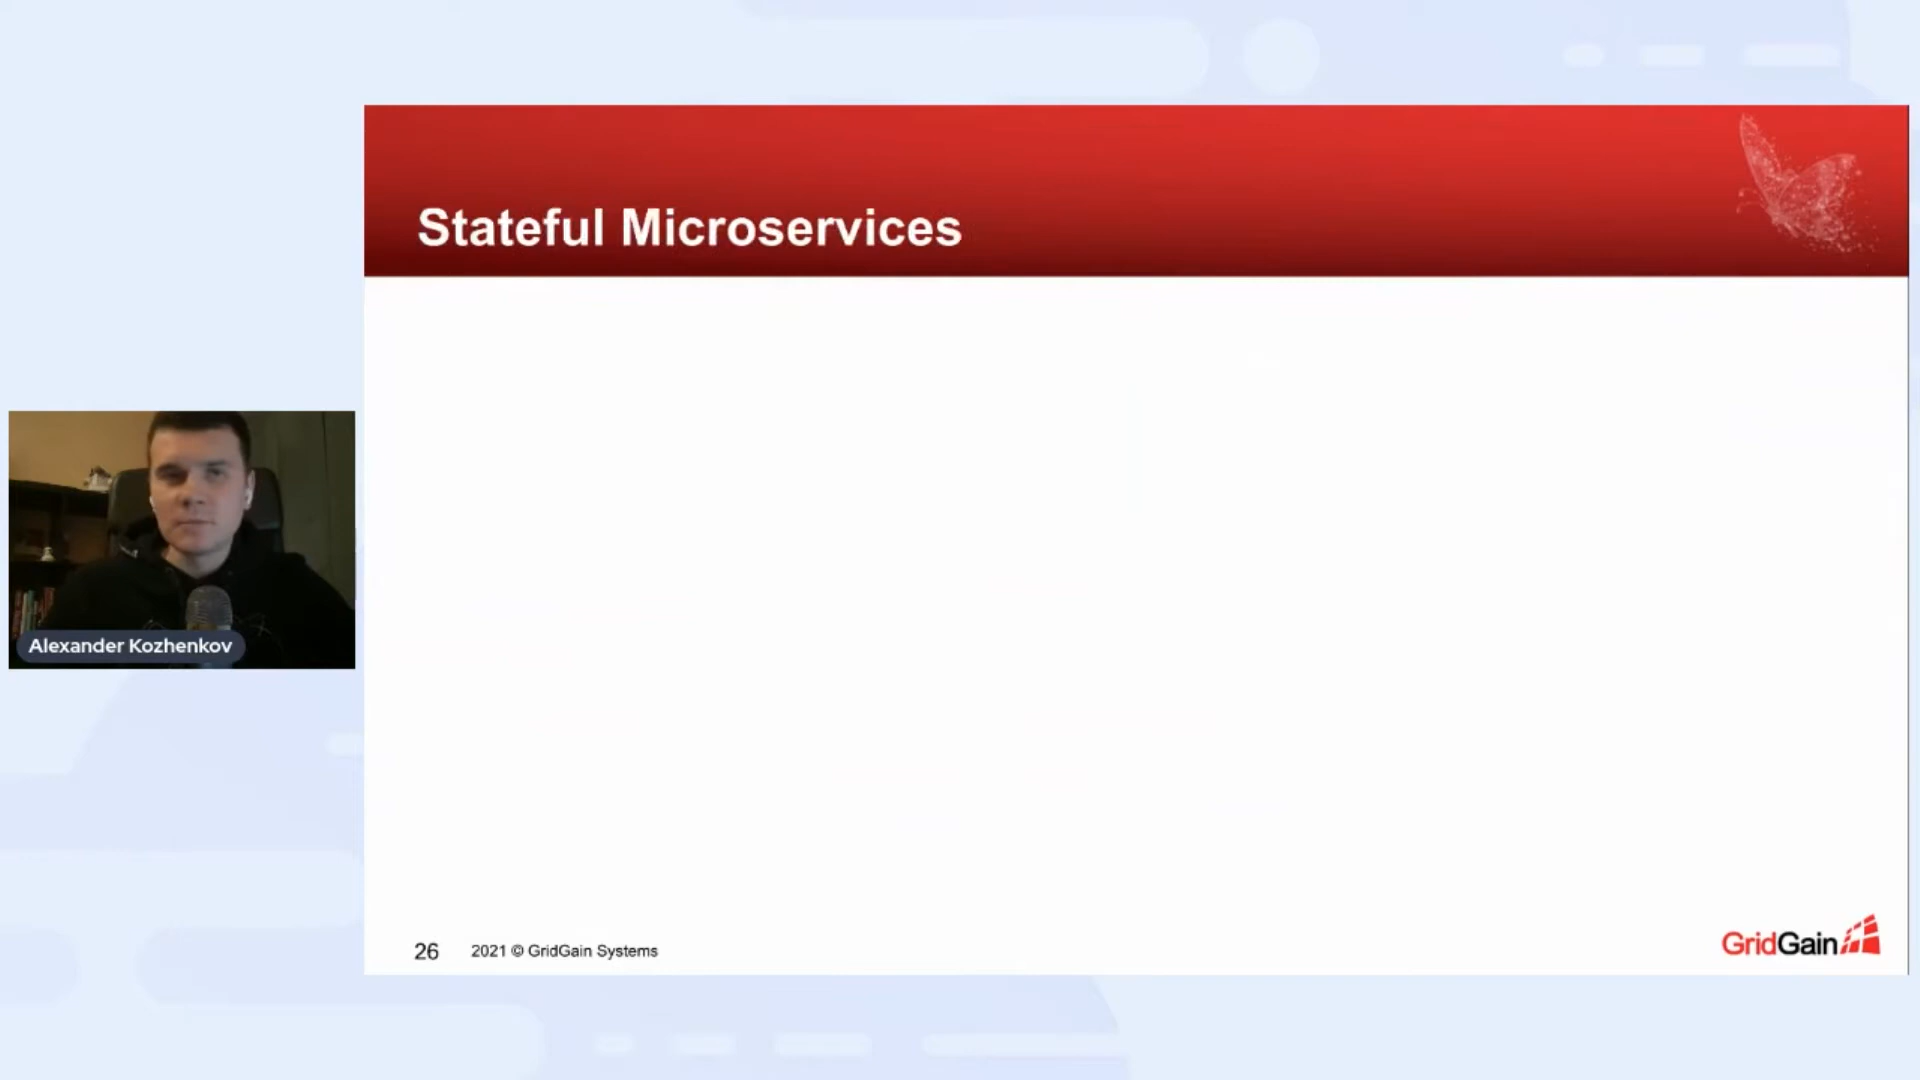 Stateful Microservices
Alexander Kozhenkov
26 2021 © GridGain Systems
GridGain